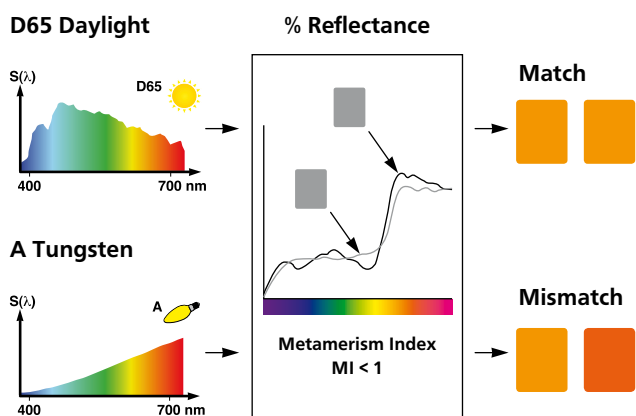 D65 Daylight
S(λ)
D65
400 700 nm
% Reflectance
Match
A Tungsten
S(λ)
A
400 700 nm
Metamerism Index
MI < 1
Mismatch